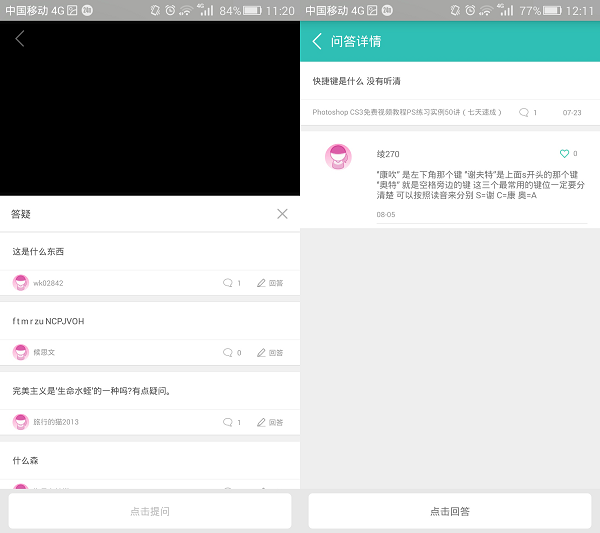 中国移动 4G 4G 84% 11:20
答疑
这是什么东西
wk02842 1 回答
f t m r zu NCPJVOH
候思文 0 回答
完美主义是'生命水蛭'的一种吗?有点疑问。
旅行的猫2013 1 回答
什么森
点击提问
中国移动 4G 4G 77% 12:11
问答详情
快捷键是什么 没有听清
Photoshop CS3免费视频教程PS练习实例50讲（七天速成） 1 07-23
绫270 0
“康吹” 是左下角那个键 “谢夫特”是上面s开头的那个键
“奥特” 就是空格旁边的键 这三个最常用的键位一定要分
清楚 可以按照读音来分别 S=谢 C=康 奥=A
08-05
点击回答